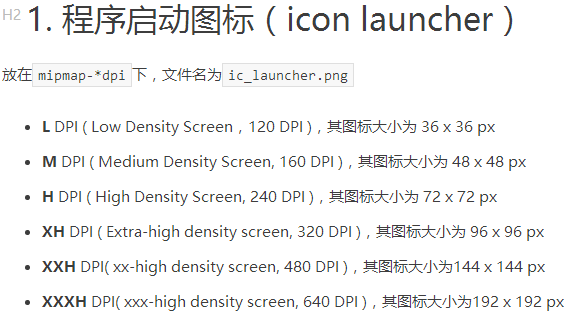 H2 1. 程序启动图标（icon launcher）
放在 mipmap-*dpi 下，文件名为 ic_launcher.png
• L DPI ( Low Density Screen，120 DPI )，其图标大小为 36 x 36 px
• M DPI ( Medium Density Screen, 160 DPI )，其图标大小为 48 x 48 px
• H DPI ( High Density Screen, 240 DPI )，其图标大小为 72 x 72 px
• XH DPI ( Extra-high density screen, 320 DPI )，其图标大小为 96 x 96 px
• XXH DPI( xx-high density screen, 480 DPI )，其图标大小为144 x 144 px
• XXXH DPI( xxx-high density screen, 640 DPI )，其图标大小为192 x 192 px